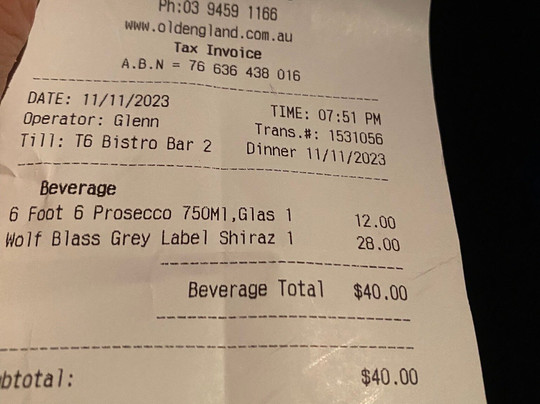 Ph:03 9459 1166
www.oldengland.com.au
Tax Invoice
A.B.N = 76 636 438 016
DATE: 11/11/2023 TIME: 07:51 PM
Operator: Glenn Trans.#: 1531056
Till: T6 Bistro Bar 2 Dinner 11/11/2023
Beverage
6 Foot 6 Prosecco 750Ml,Glas 1 12.00
Wolf Blass Grey Label Shiraz 1 28.00
Beverage Total $40.00
btotal: $40.00